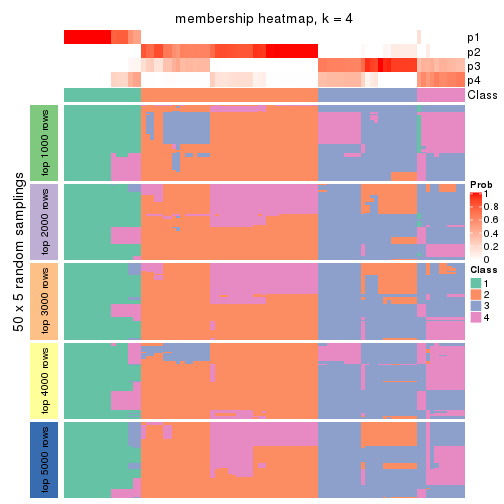 membership heatmap, k = 4
p1
p2
p3
p4
Class
50 x 5 random samplings
top 1000 rows
top 2000 rows
top 3000 rows
top 4000 rows
top 5000 rows
Prob
1
0.8
0.6
0.4
0.2
0
Class
1
2
3
4